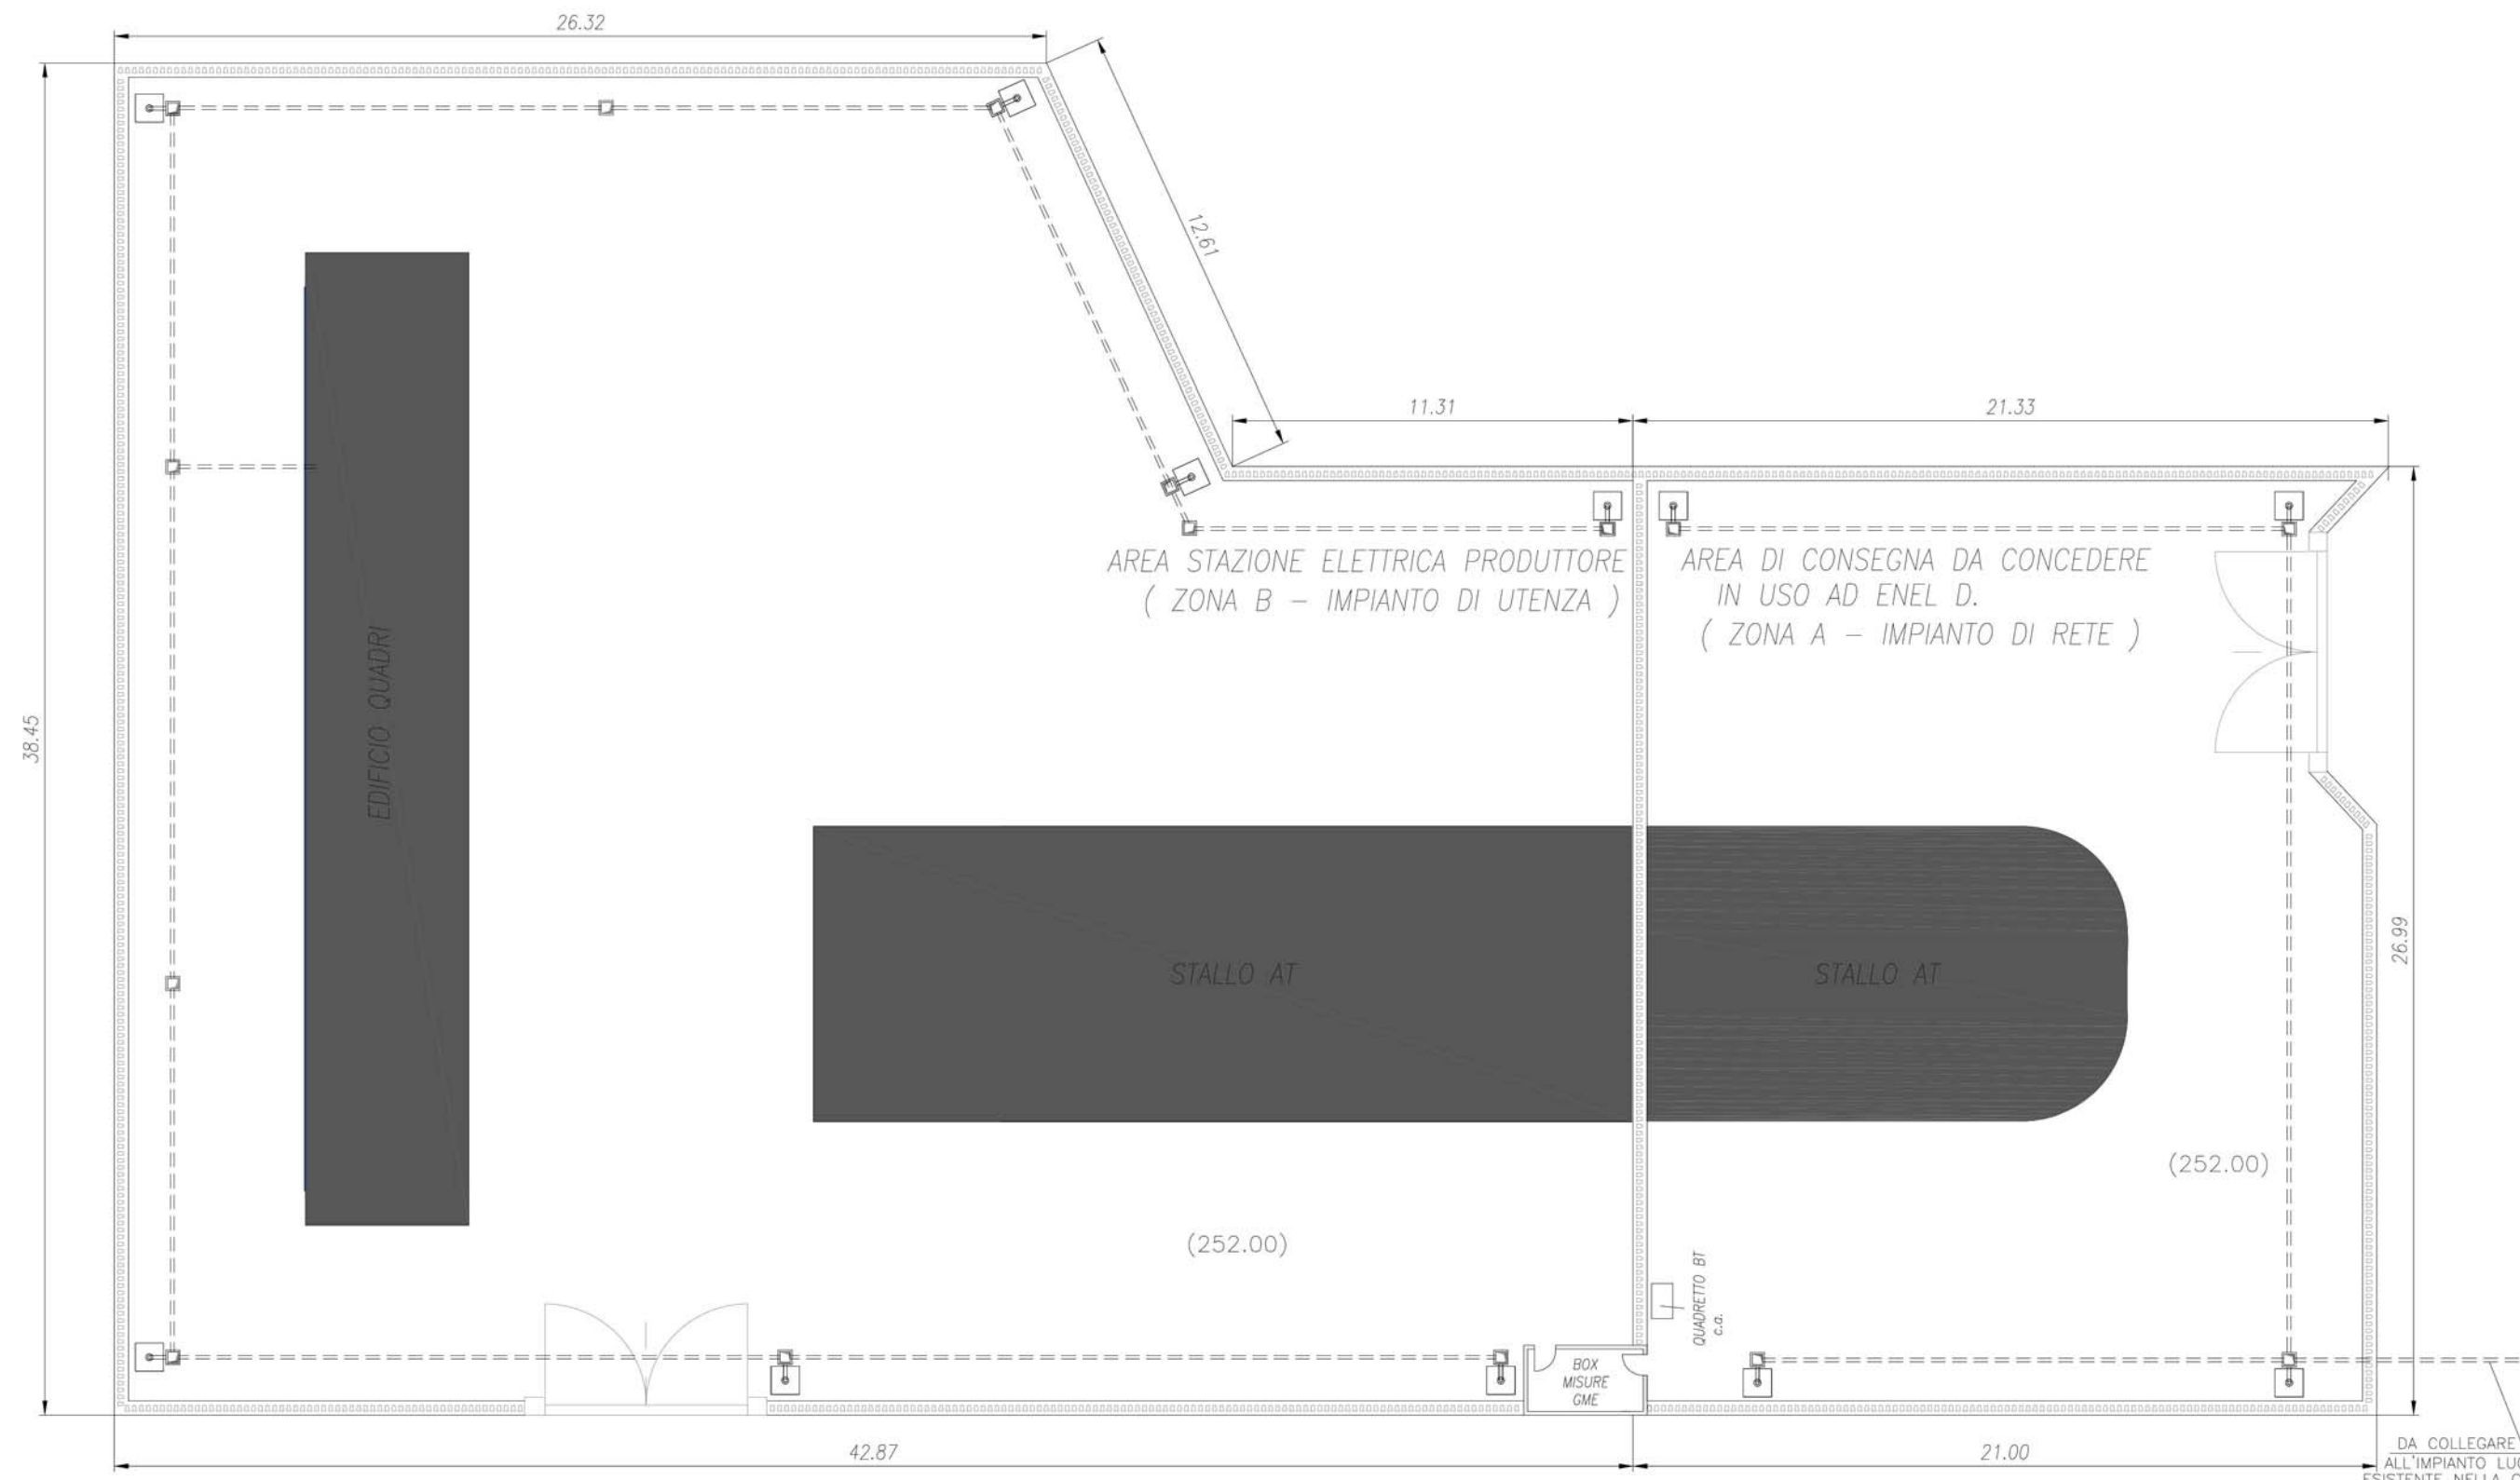 26.32
12.61
11.31
21.33
AREA STAZIONE ELETTRICA PRODUTTORE
( ZONA B – IMPIANTO DI UTENZA )
AREA DI CONSEGNA DA CONCEDERE
IN USO AD ENEL D.
( ZONA A – IMPIANTO DI RETE )
EDIFICIO QUADRI
38.45
STALLO AT
STALLO AT
26.99
(252.00)
(252.00)
QUADRETTO BT
c.a.
BOX
MISURE
GME
42.87
21.00
DA COLLEGARE
ALL'IMPIANTO
ESISTENTE NELLA